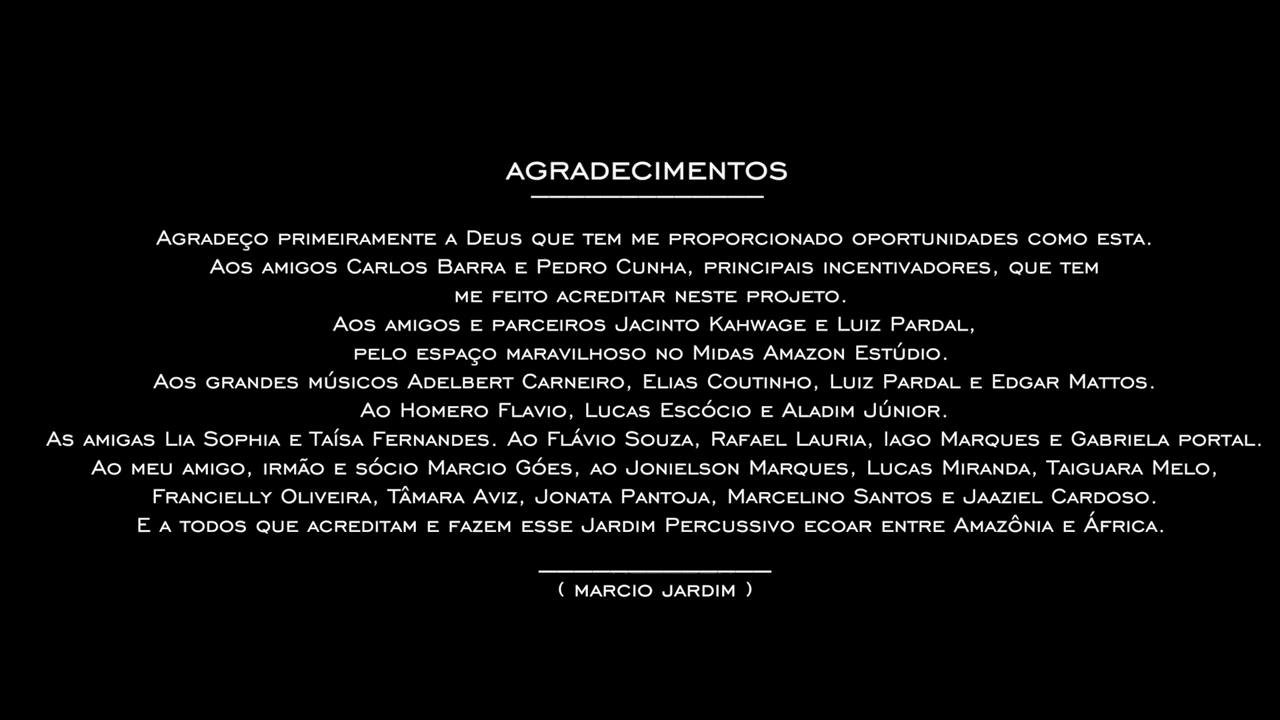 AGRADECIMENTOS
Agradeço primeiramente a Deus que tem me proporcionado oportunidades como esta.
Aos amigos Carlos Barra e Pedro Cunha, principais incentivadores, que tem
me feito acreditar neste projeto.
Aos amigos e parceiros Jacinto Kahwage e Luiz Pardal,
pelo espaço maravilhoso no Midas Amazon Estúdio.
Aos grandes músicos Adelbert Carneiro, Elias Coutinho, Luiz Pardal e Edgar Mattos.
Ao Homero Flavio, Lucas Escócio e Aladim Júnior.
As amigas Lia Sophia e Taísa Fernandes. Ao Flávio Souza, Rafael Lauria, Iago Marques e Gabriela portal.
Ao meu amigo, irmão e sócio Marcio Góes, ao Jonielson Marques, Lucas Miranda, Taiguara Melo,
Francielly Oliveira, Tâmara Aviz, Jonata Pantoja, Marcelino Santos e Jaaziel Cardoso.
E a todos que acreditam e fazem esse Jardim Percussivo ecoar entre Amazônia e África.
( marcio jardim )